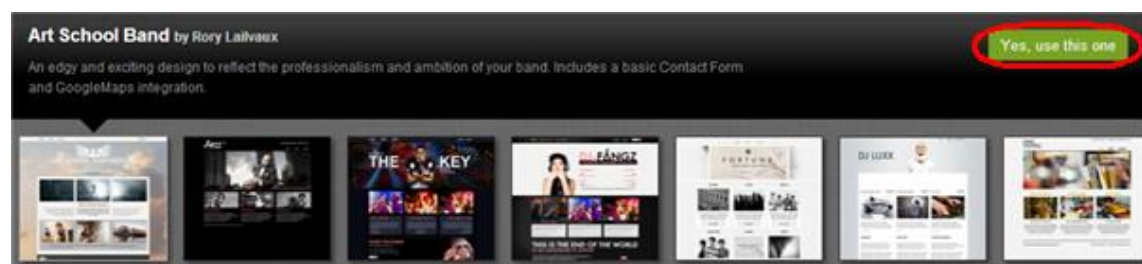 Art School Band by Rory Lailvaux
Yes, use this one
An edgy and exciting design to reflect the professionalism and ambition of your band. Includes a basic Contact Form
and GoogleMaps integration.
THE KEY
FANGZ
FORTUNE
DJ LUXX
THIS IS THE END OF THE WORLD